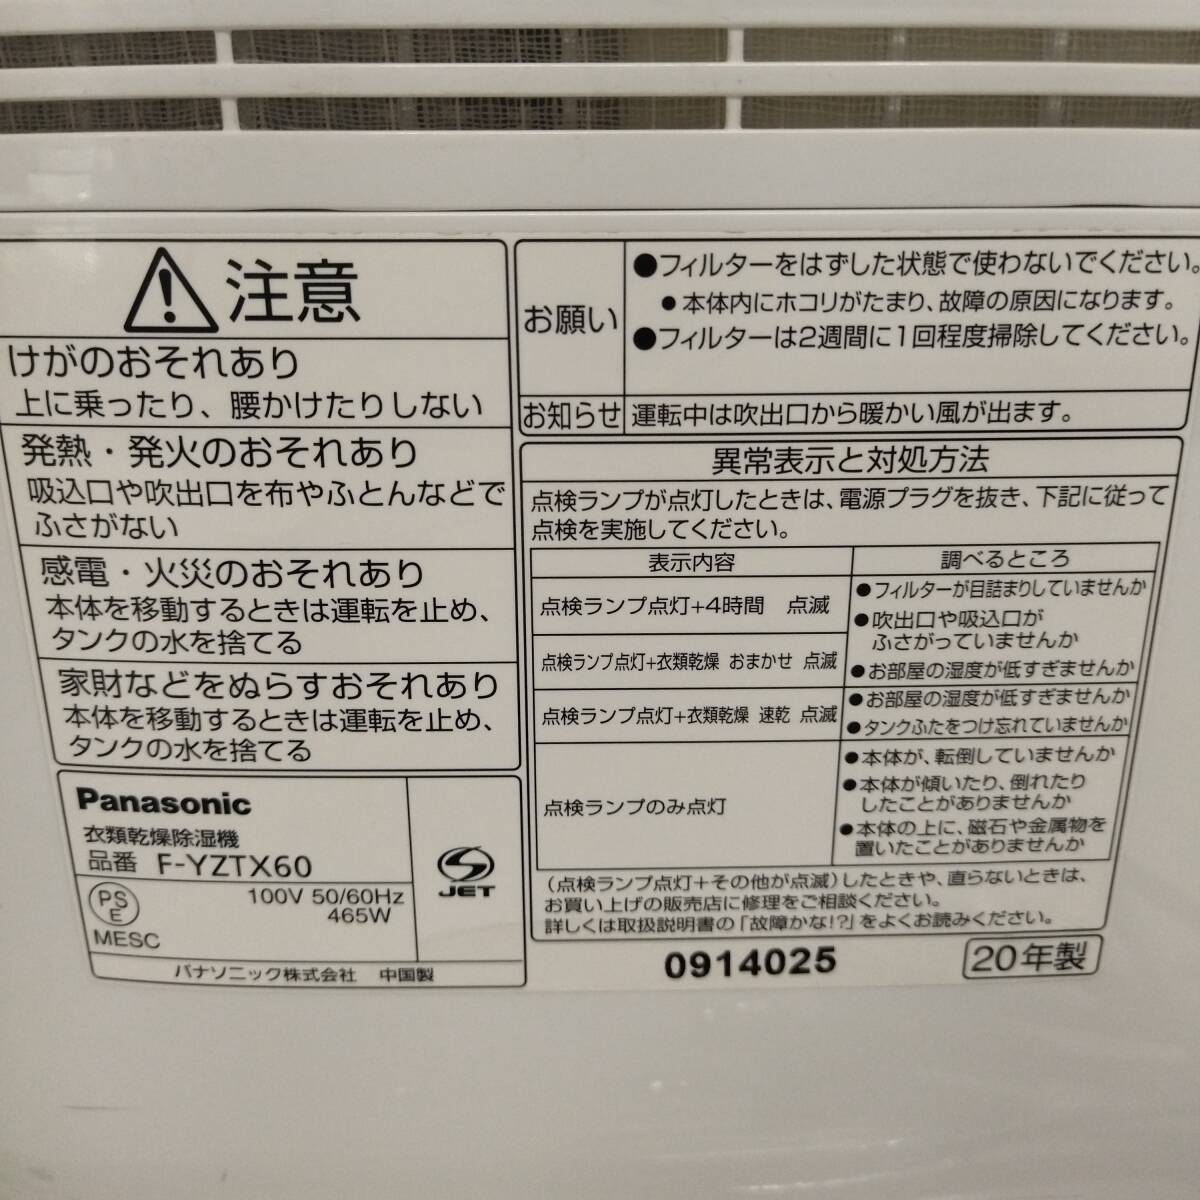 注意
けがのおそれあり
上に乗ったり、腰かけたりしない
発熱・発火のおそれあり
吸込口や吹出口を布やふとんなどで
ふさがない
感電・火災のおそれあり
本体を移動するときは運転を止め、
タンクの水を捨てる
家財などをぬらすおそれあり
本体を移動するときは運転を止め、
タンクの水を捨てる
Panasonic
衣類乾燥除湿機
品番 F-YZTX60
100V 50/60Hz
465W
PS
E
MESC
JET
パナソニック株式会社 中国製
お願い
●フィルターをはずした状態で使わないでください。
●本体内にホコリがたまり、故障の原因になります。
●フィルターは2週間に1回程度掃除してください。
お知らせ 運転中は吹出口から暖かい風が出ます。
異常表示と対処方法
点検ランプが点灯したときは、電源プラグを抜き、下記に従って
点検を実施してください。
表示内容 調べるところ
点検ランプ点灯+4時間 点滅
●フィルターが目詰まりしていませんか
●吹出口や吸込口が
ふさがっていませんか
点検ランプ点灯+衣類乾燥 おまかせ 点滅
●お部屋の湿度が低すぎませんか
点検ランプ点灯+衣類乾燥 速乾 点滅
●お部屋の湿度が低すぎませんか
●タンクふたをつけ忘れていませんか
点検ランプのみ点灯
●本体が、転倒していませんか
●本体が傾いたり、倒れたり
したことがありませんか
●本体の上に、磁石や金属物を
置いたことがありませんか
(点検ランプ点灯+その他が点滅)したときや、直らないときは、
お買い上げの販売店に修理をご相談ください。
詳しくは取扱説明書の「故障かな!?」をよくお読みください。
0914025
20年製